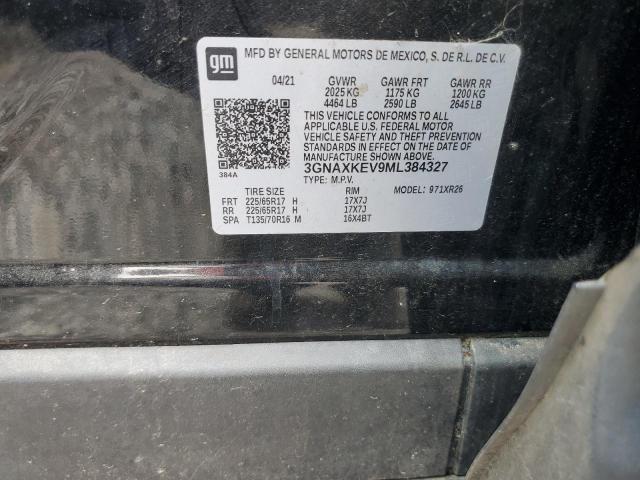 gm
MFD BY GENERAL MOTORS DE MEXICO, S. DE R.L. DE C.V.
04/21 GVWR GAWR FRT GAWR RR
2025 KG 1175 KG 1200 KG
4464 LB 2590 LB 2645 LB
THIS VEHICLE CONFORMS TO ALL
APPLICABLE U.S. FEDERAL MOTOR
VEHICLE SAFETY AND THEFT PREVENTION
STANDARDS IN EFFECT ON THE DATE OF
MANUFACTURE SHOWN ABOVE.
3GNAXKEV9ML384327
384A
TYPE: M.P.V. MODEL: 971XR26
TIRE SIZE RIM
FRT 225/65R17 H 17X7J
RR 225/65R17 H 17X7J
SPA T135/70R16 M 16X4BT